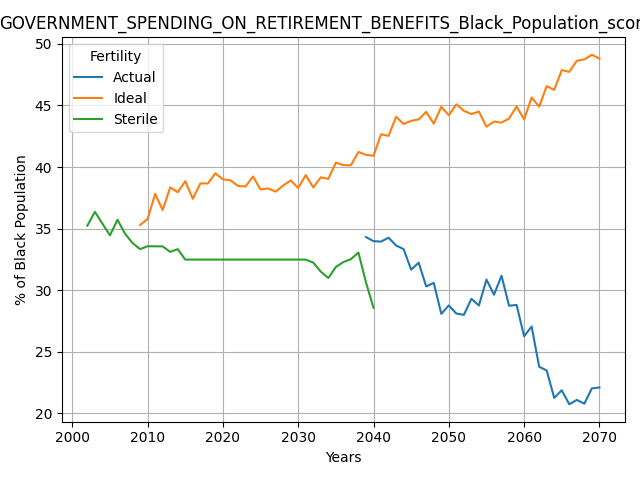 GOVERNMENT_SPENDING_ON_RETIREMENT_BENEFITS_Black_Population_scor
Fertility
Actual
Ideal
Sterile
% of Black Population
50
45
40
35
30
25
20
2000 2010 2020 2030 2040 2050 2060 2070
Years